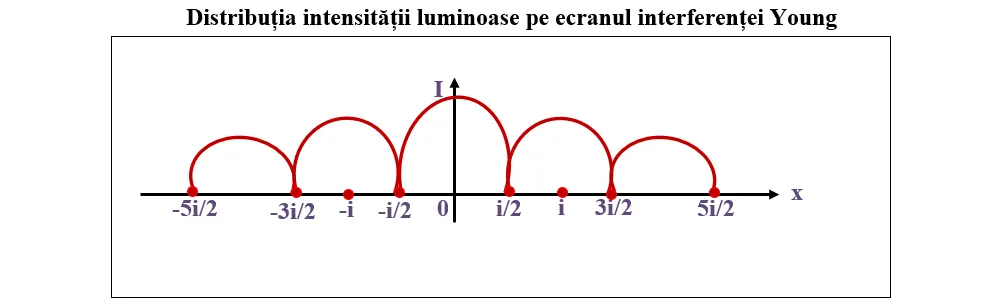 Distribuția intensității luminoase pe ecranul interferenței Young
I
x
-5i/2 -3i/2 -i -i/2 0 i/2 i 3i/2 5i/2